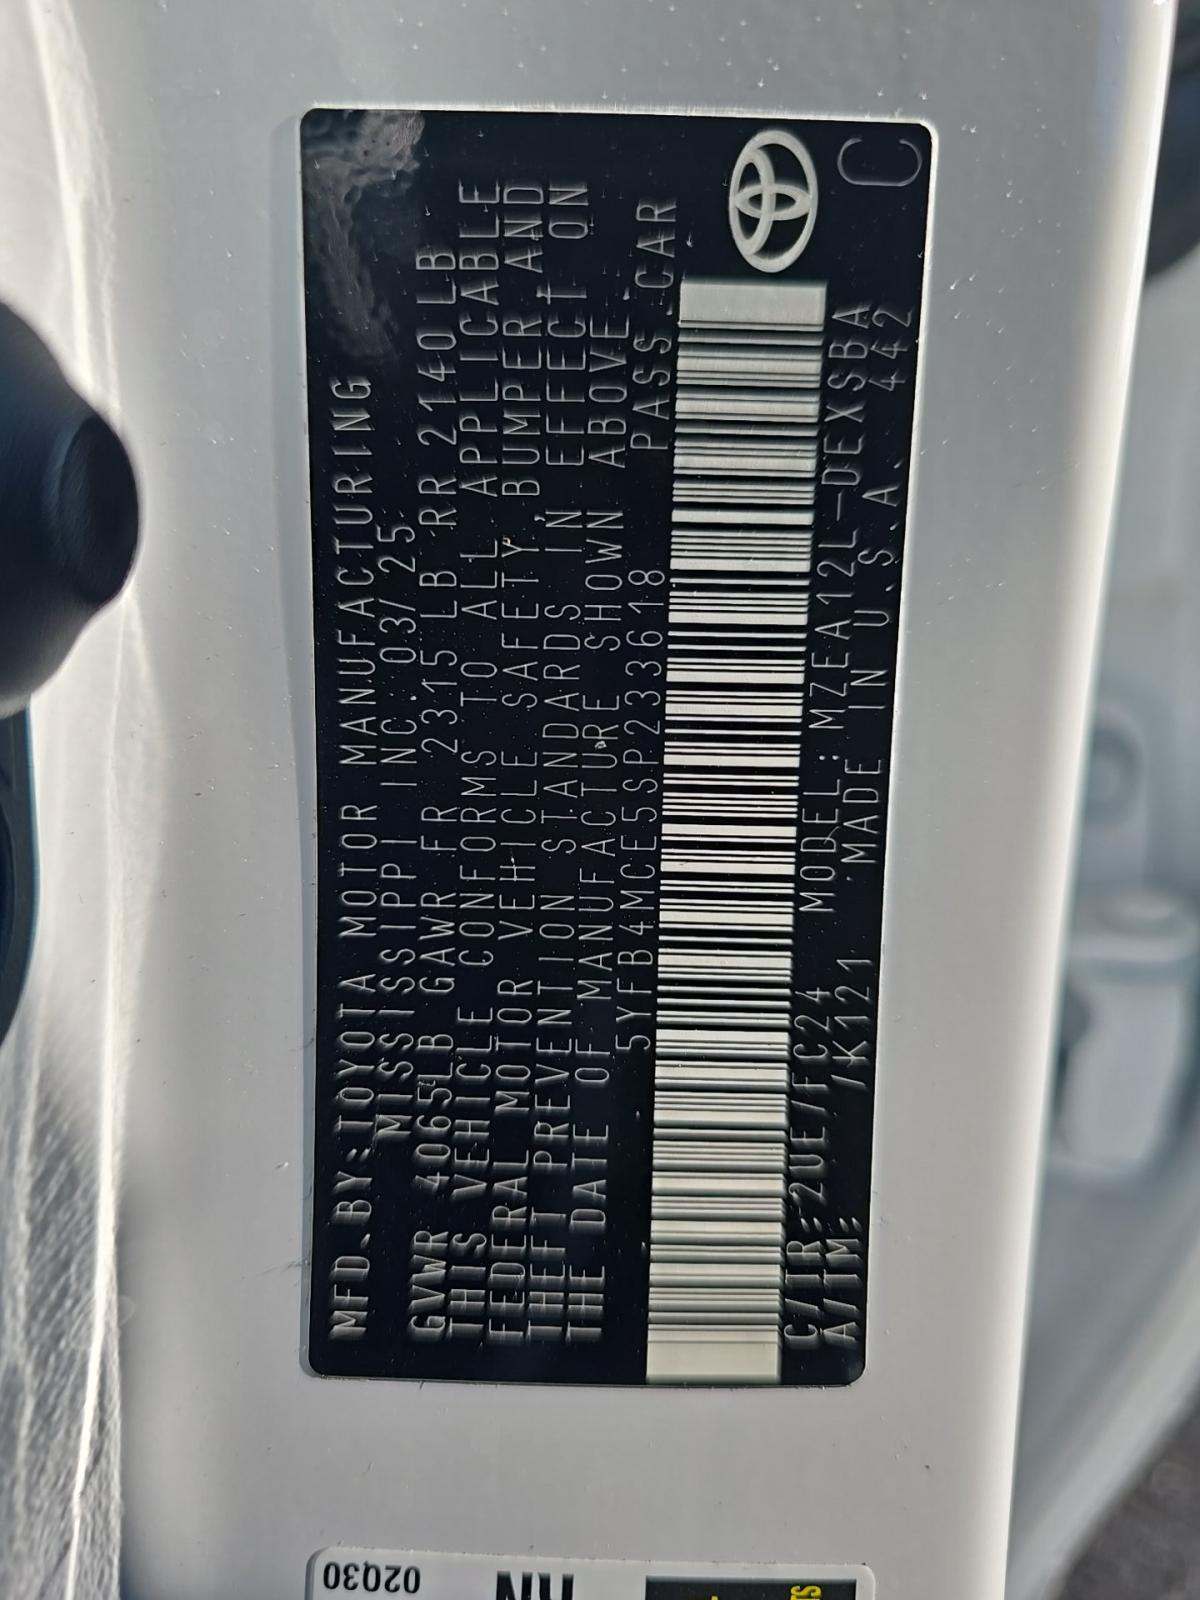 MFD. BY: TOYOTA MOTOR MANUFACTURING
MISSISSIPPI INC. 03/25
GVWR 4065LB GAWR FR 2315LB RR 2140LB
THIS VEHICLE CONFORMS TO ALL APPLICABLE
FEDERAL MOTOR VEHICLE SAFETY, BUMPER AND
THEFT PREVENTION STANDARDS IN EFFECT ON
THE DATE OF MANUFACTURE SHOWN ABOVE.
5YFB4MCE5SP233618 PASS. CAR
C/TR: 2UE/FC24 MODEL: MZEA12L-DEXSBA
A/TM: /K121 MADE IN U.S.A. 442
C
02Q30